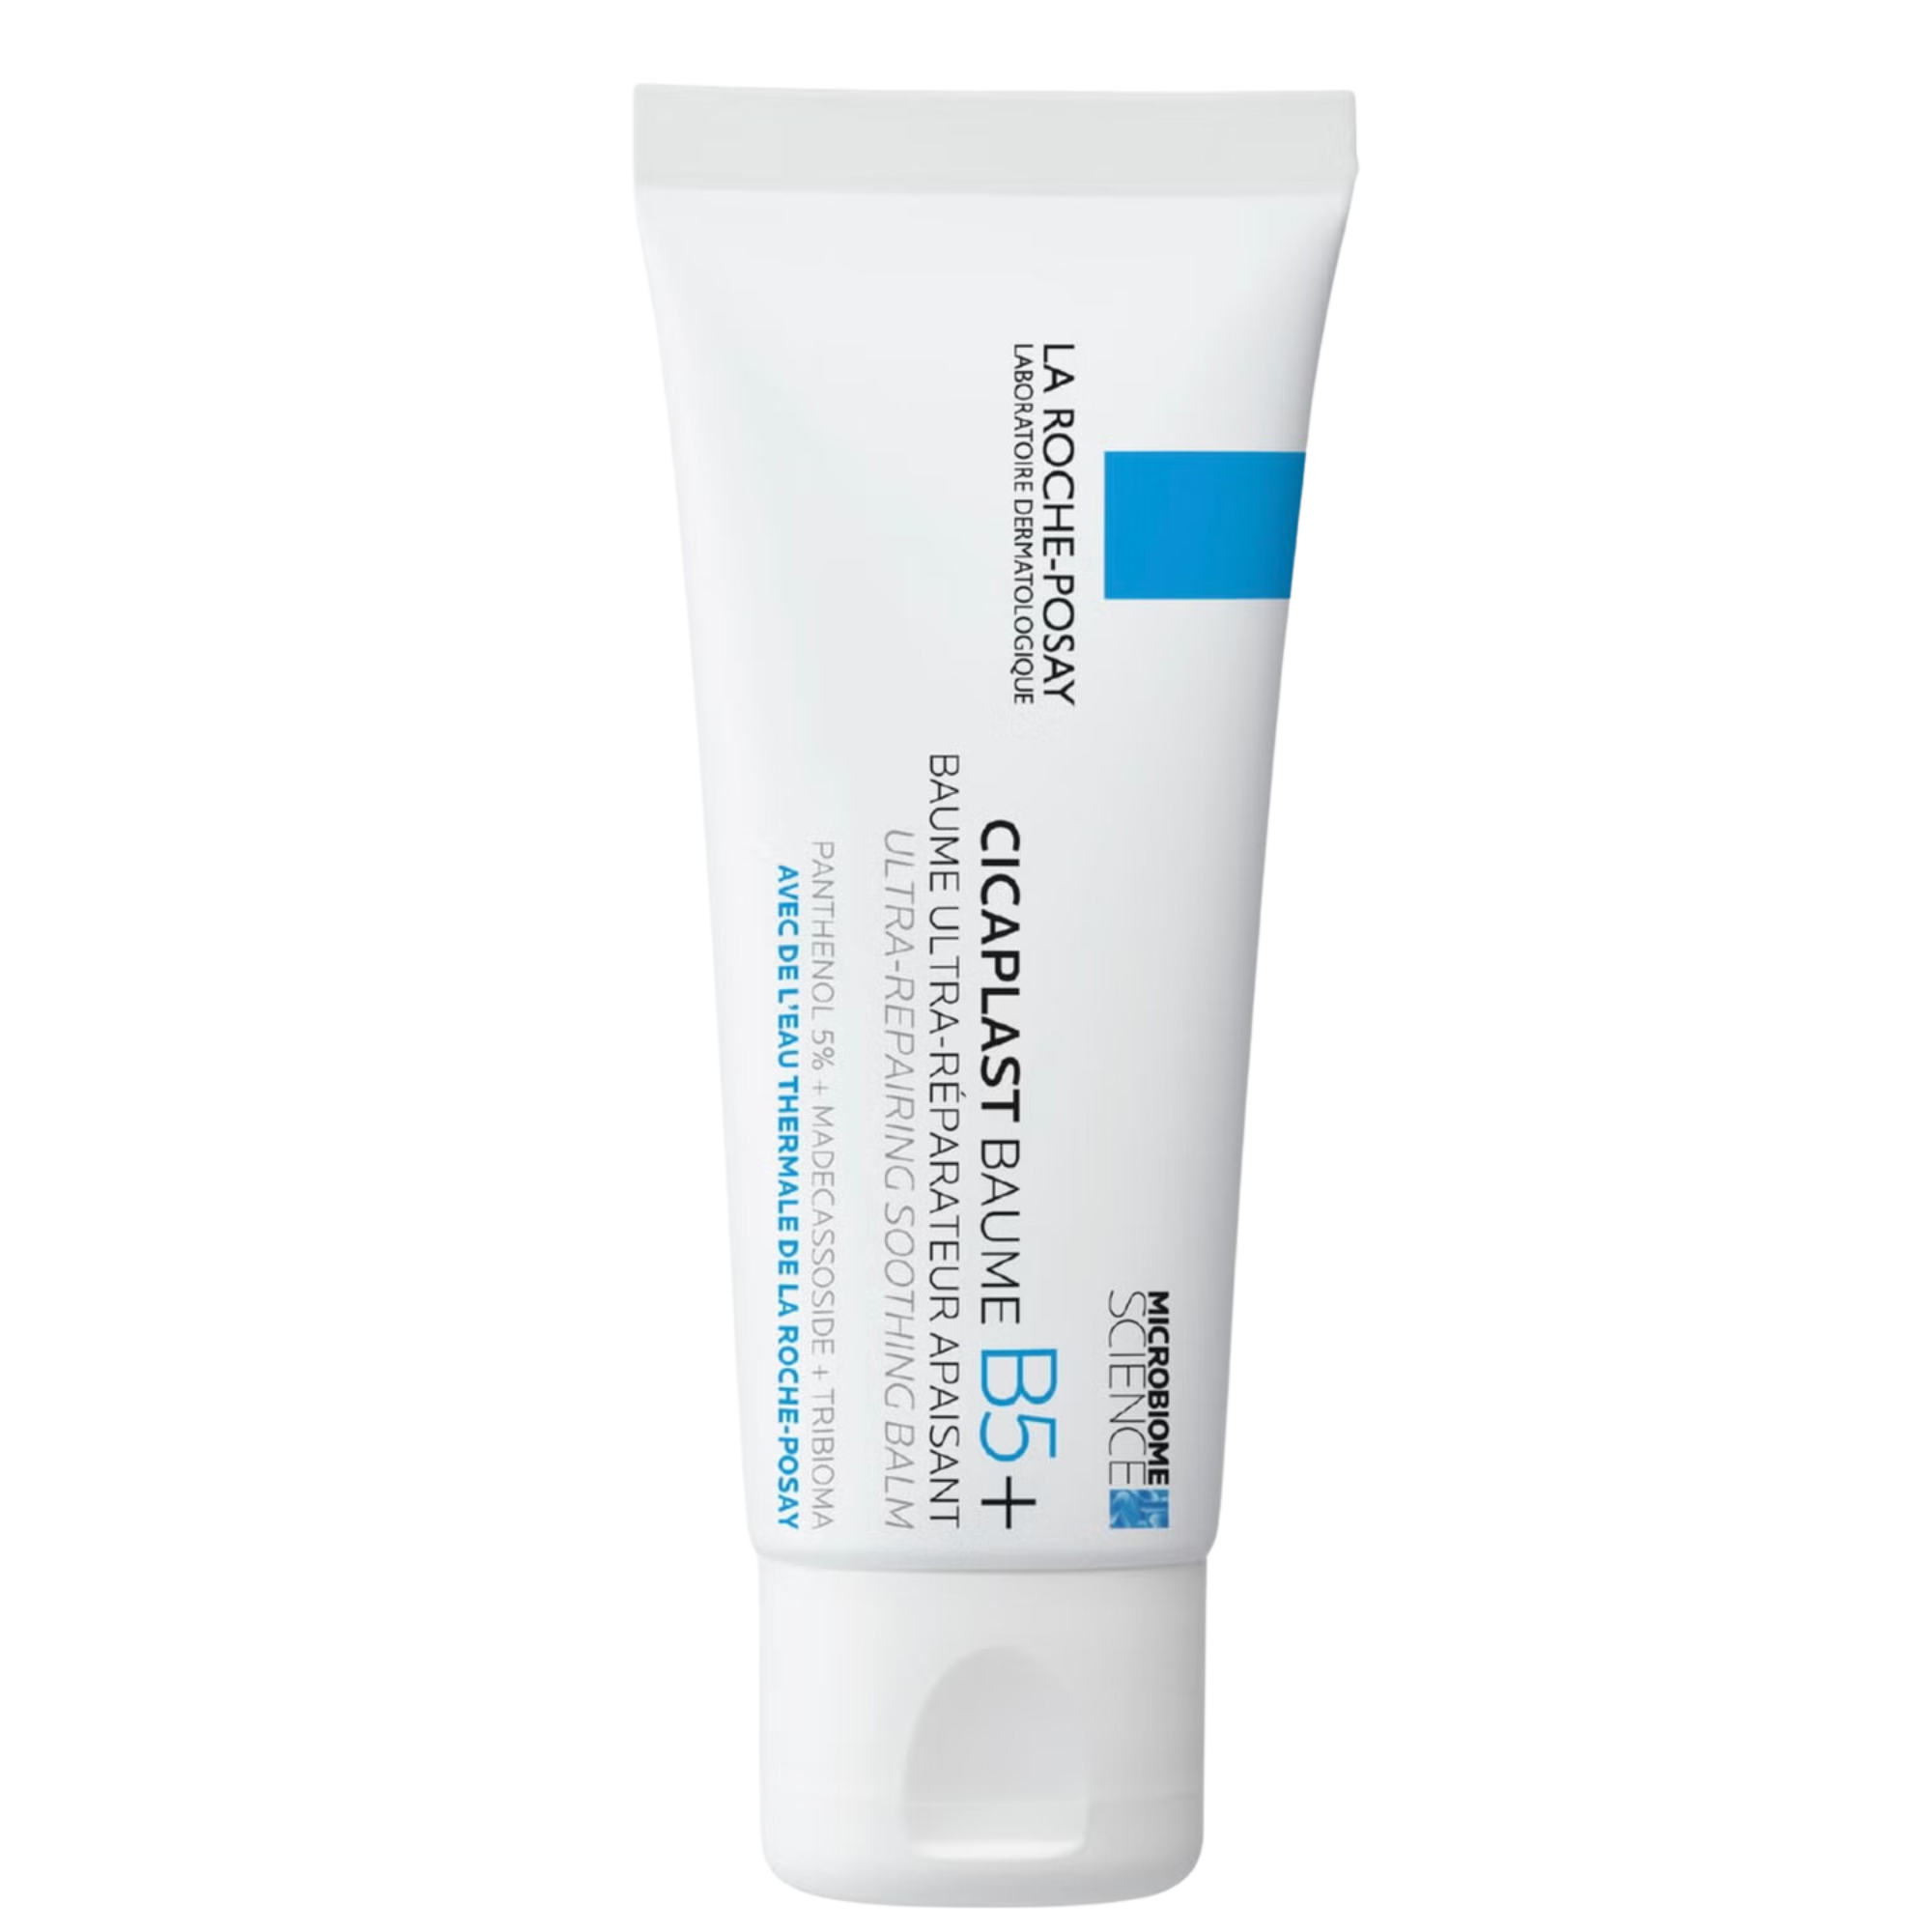 LA ROCHE-POSAY
LABORATOIRE DERMATOLOGIQUE
MICROBIOME
SCIENCE
CICAPLAST BAUME B5+
BAUME ULTRA-RÉPARATEUR APAISANT
ULTRA-REPAIRING SOOTHING BALM
PANTHENOL 5% + MADECASSOSIDE + TRIBIOMA
AVEC DE L'EAU THERMALE DE LA ROCHE-POSAY